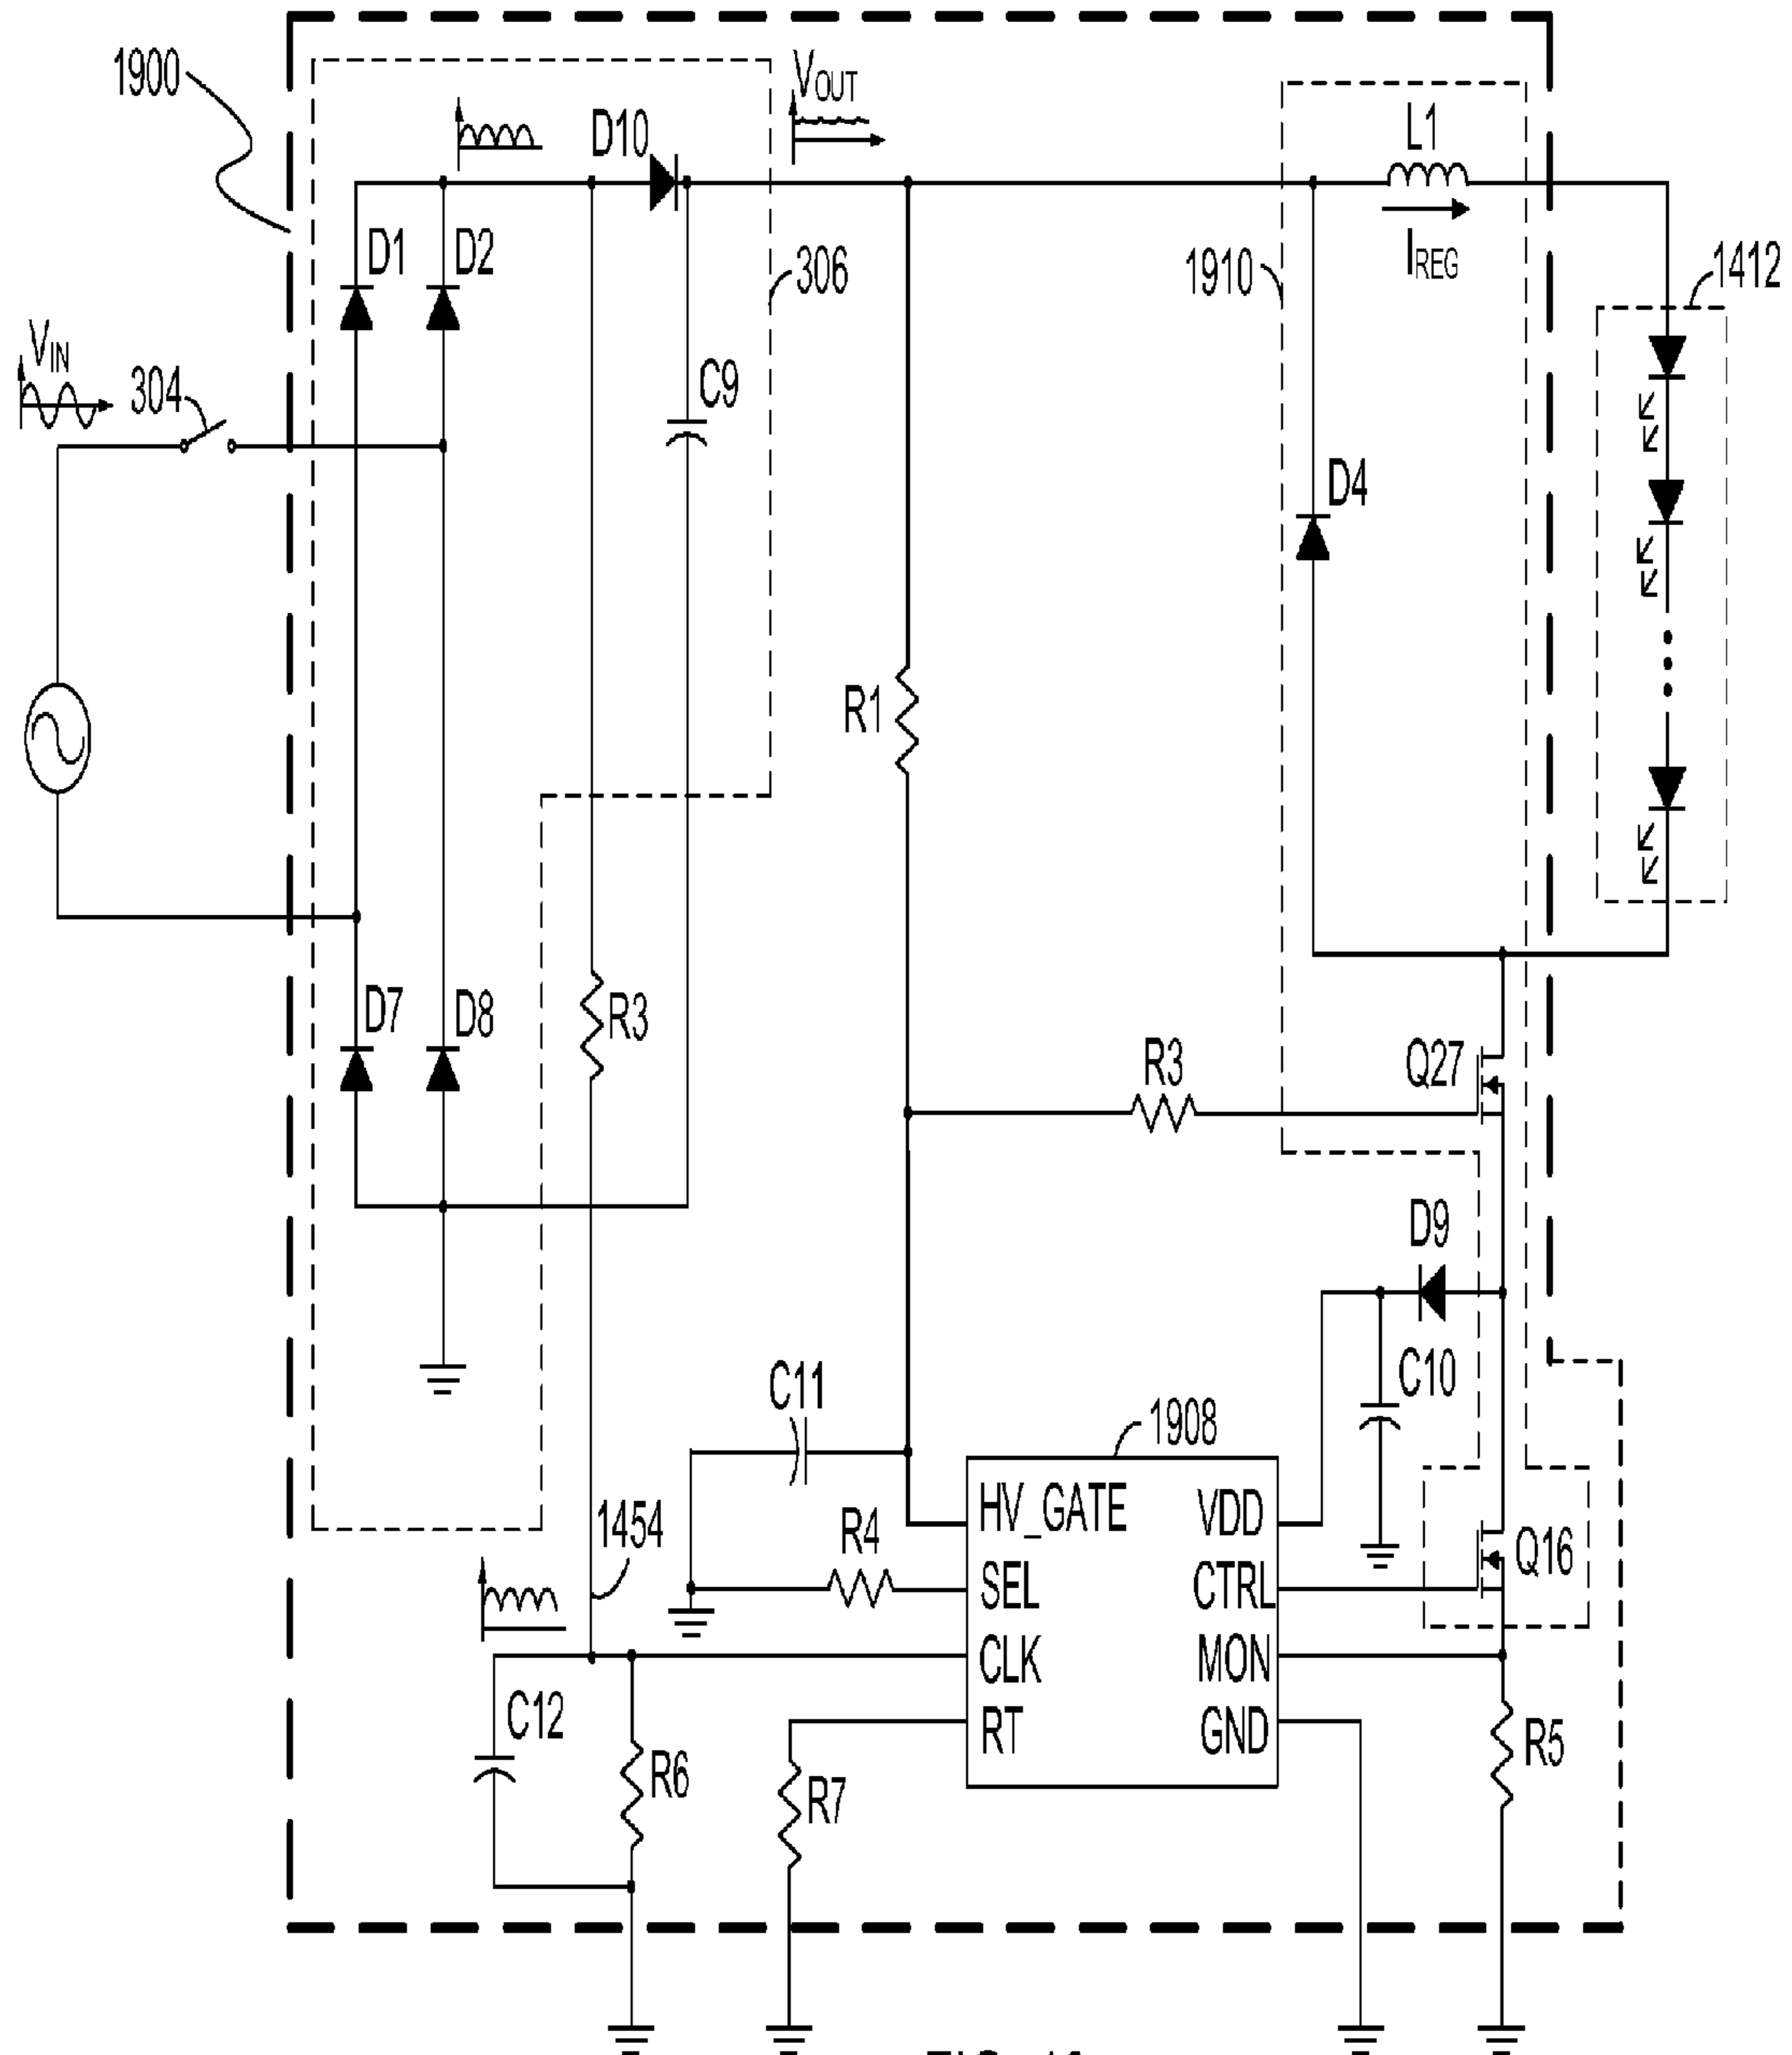 1900
VOUT
D10
L1
D1
D2
306
1910
IREG
1412
VIN
304
C9
D4
R1
D7
D8
R3
R3
Q27
D9
C11
C10
1908
1454
R4
HV_GATE
VDD
Q16
SEL
CTRL
CLK
MON
C12
RT
GND
R5
R6
R7